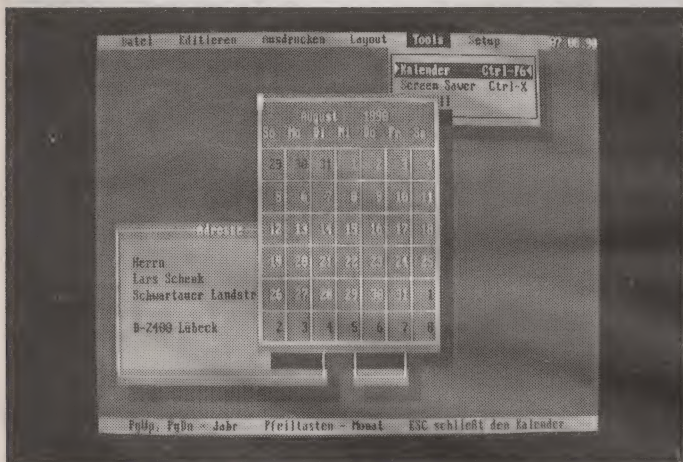 Datei Editieren Ausdrucken Layout Tools Setup
Kalender Ctrl-F6
Screen Saver Ctrl-X
August 1990
So Mo Di Mi Do Fr Sa
29 30 31 1 2 3 4
5 6 7 8 9 10 11
12 13 14 15 16 17 18
19 20 21 22 23 24 25
26 27 28 29 30 31 1
2 3 4 5 6 7 8
Adresse
Herrn
Lars Schenk
Schwartauer Landstr
D-2400 Lübeck
PgUp, PgDn - Jahr Pfeiltasten - Monat ESC schließt den Kalender